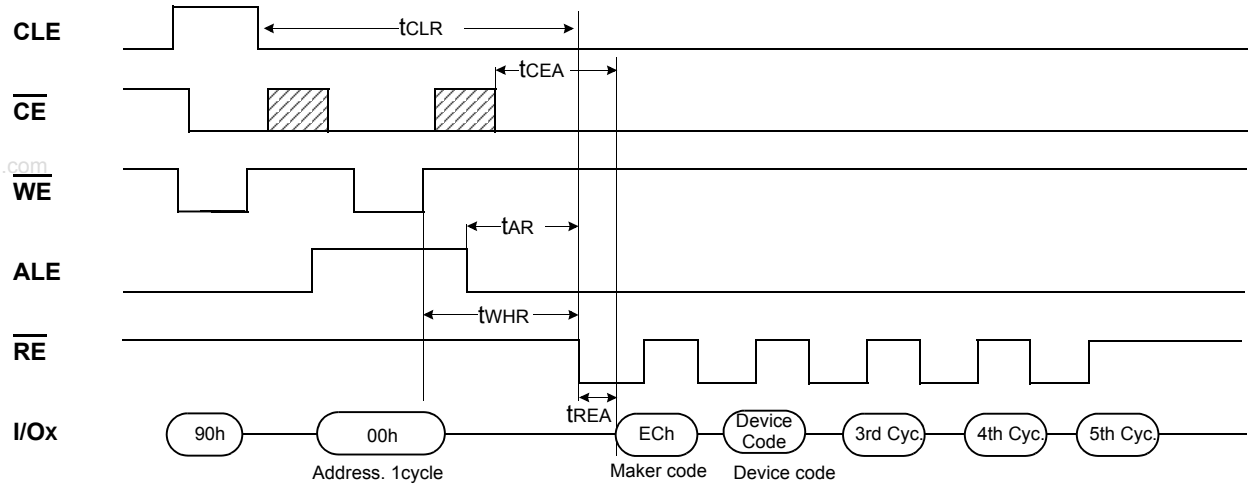 CLE
tCLR
tCEA
CE
.com
WE
tAR
ALE
tWHR
RE
tREA
I/Ox
90h
00h
ECh
Device
Code
3rd Cyc.
4th Cyc.
5th Cyc.
Address. 1cycle
Maker code
Device code